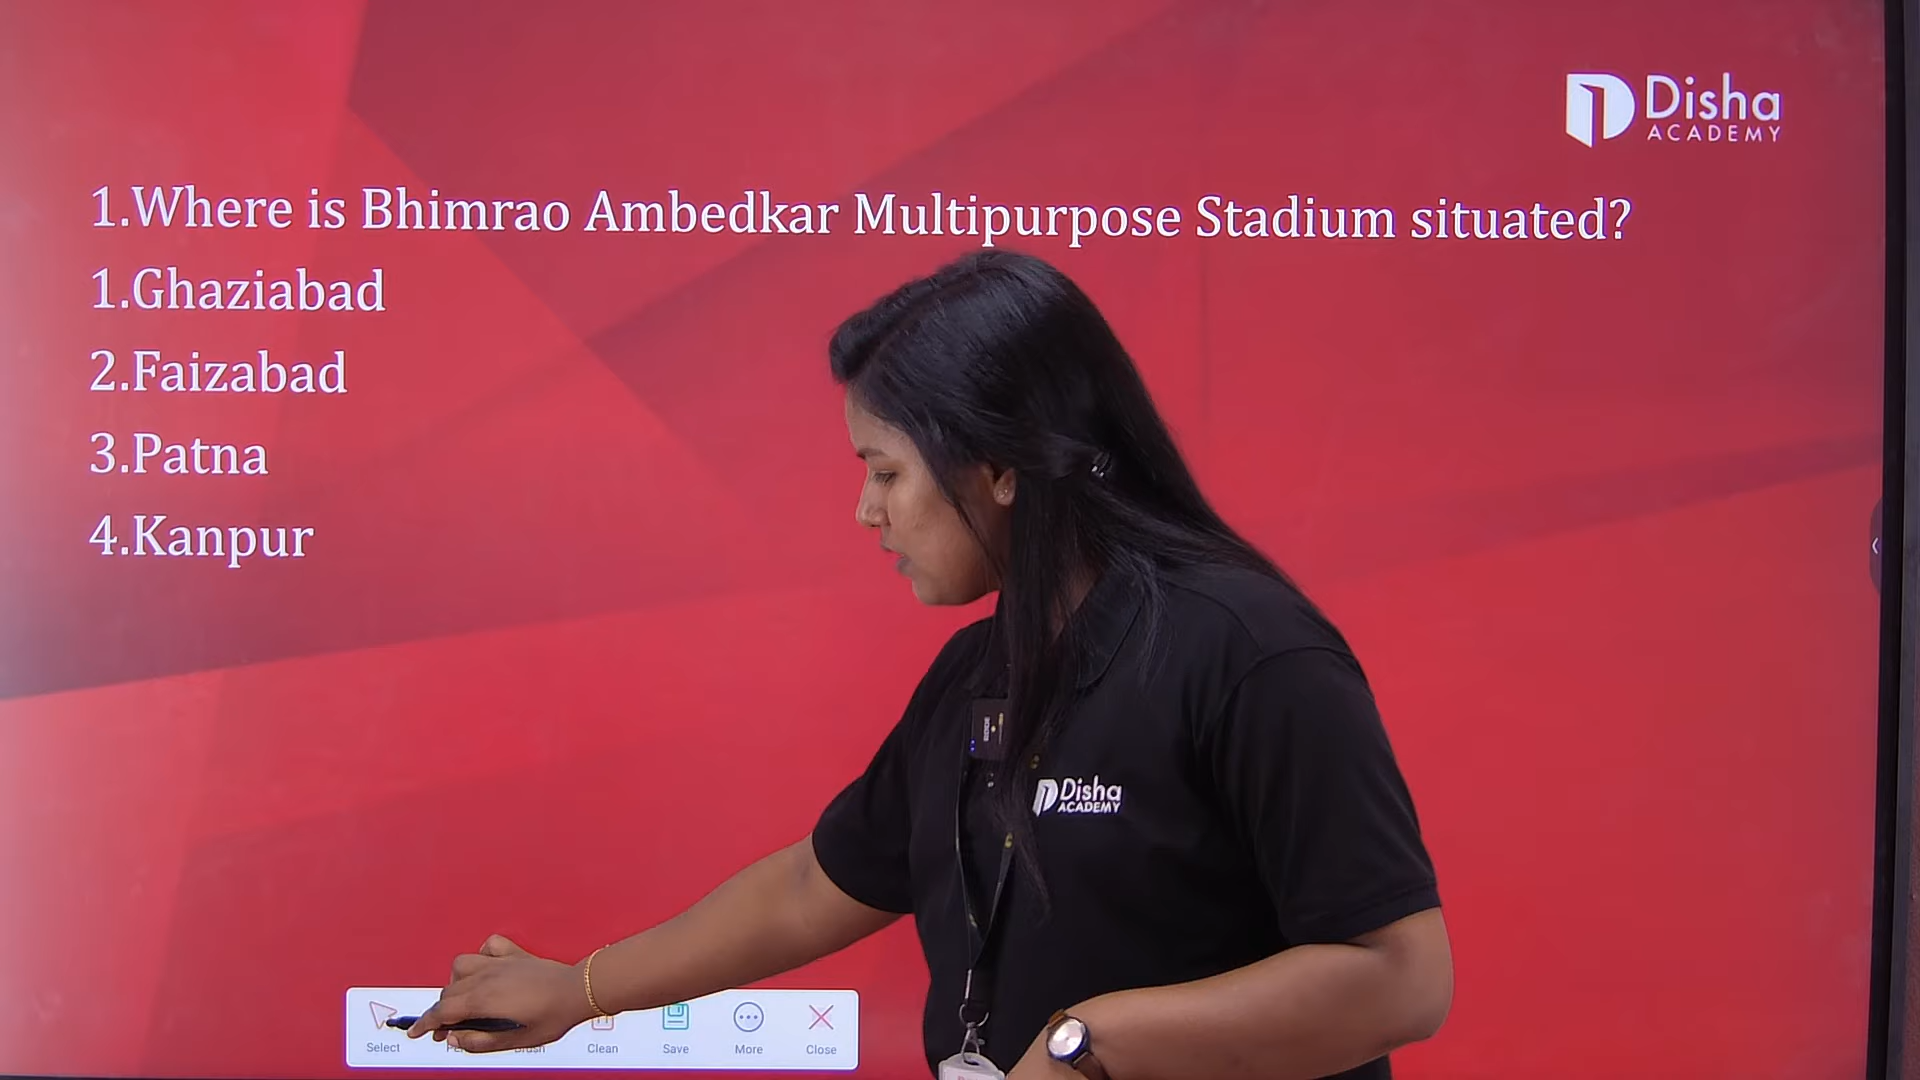 Disha
ACADEMY
1.Where is Bhimrao Ambedkar Multipurpose Stadium situated?
1.Ghaziabad
2.Faizabad
3.Patna
4.Kanpur
Disha
ACADEMY
Select
Clean
Save
More
Close